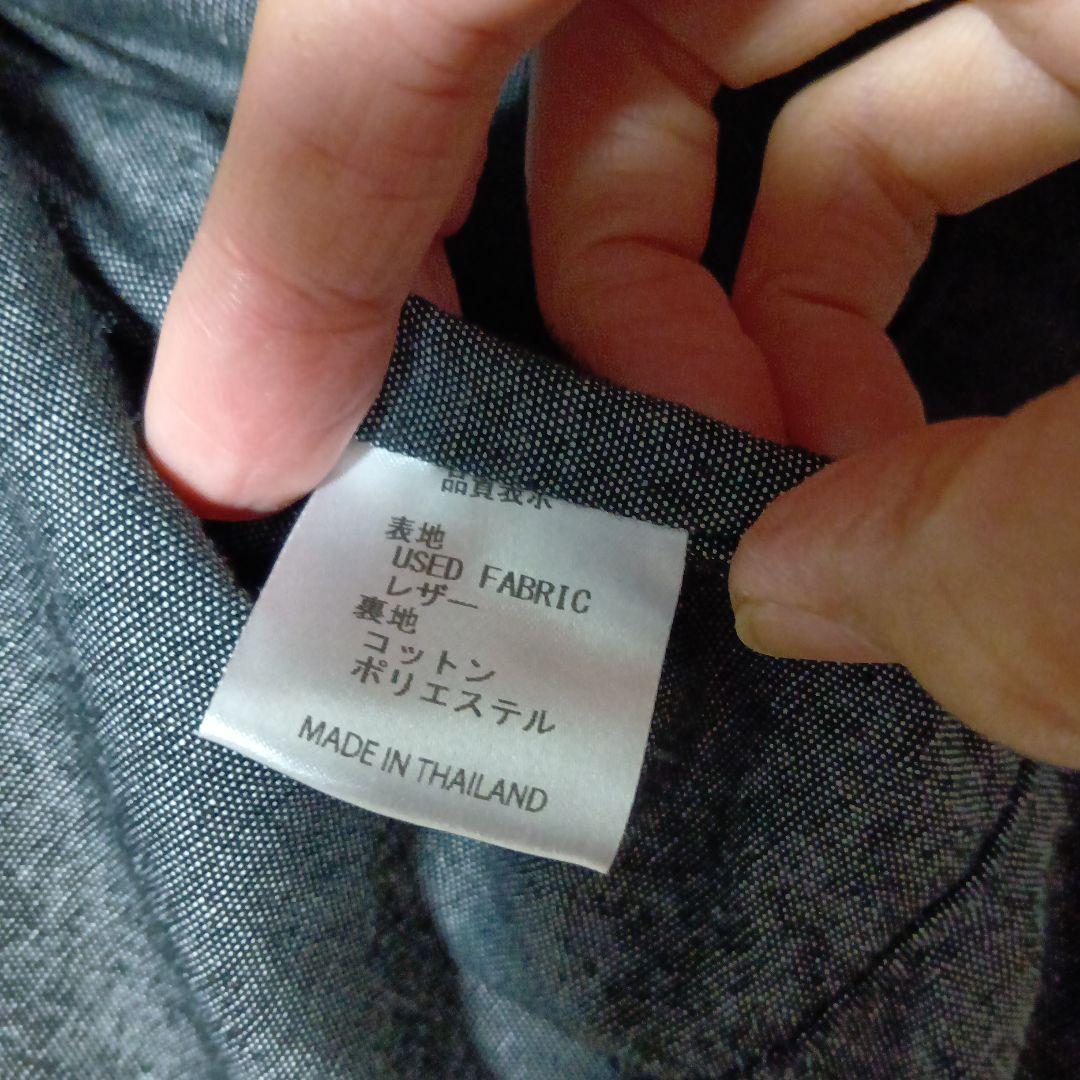 品質表示
表地
USED FABRIC
レザー
裏地
コットン
ポリエステル
MADE IN THAILAND